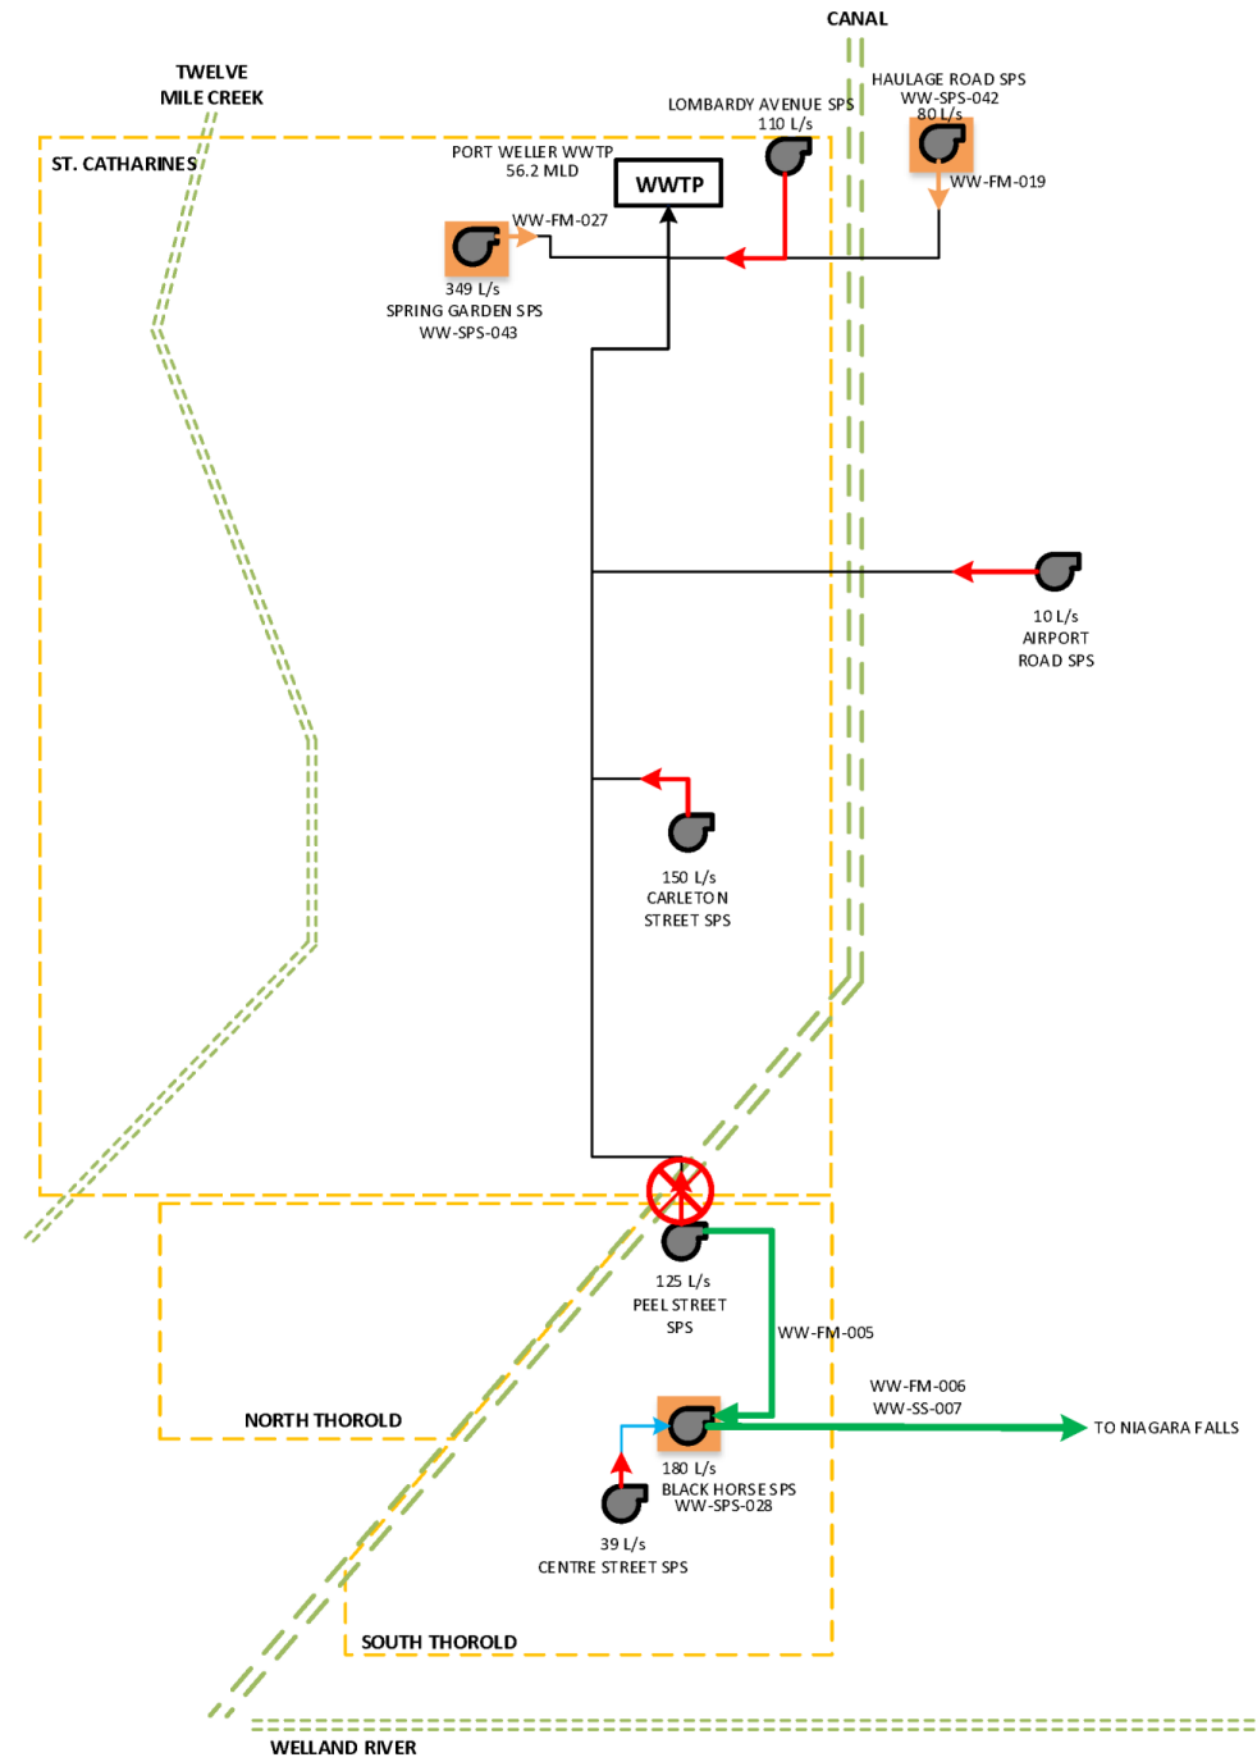 CANAL
TWELVE
MILE CREEK
HAULAGE ROAD SPS
WW-SPS-042
80 L/s
LOMBARDY AVENUE SPS
110 L/s
ST. CATHARINES
PORT WELLER WWTP
56.2 MLD
WWTP
WW-FM-019
WW-FM-027
349 L/s
SPRING GARDEN SPS
WW-SPS-043
10 L/s
AIRPORT
ROAD SPS
150 L/s
CARLETON
STREET SPS
125 L/s
PEEL STREET
SPS
WW-FM-005
WW-FM-006
WW-SS-007
TO NIAGARA FALLS
NORTH THOROLD
180 L/s
BLACK HORSE SPS
WW-SPS-028
39 L/s
CENTRE STREET SPS
SOUTH THOROLD
WELLAND RIVER